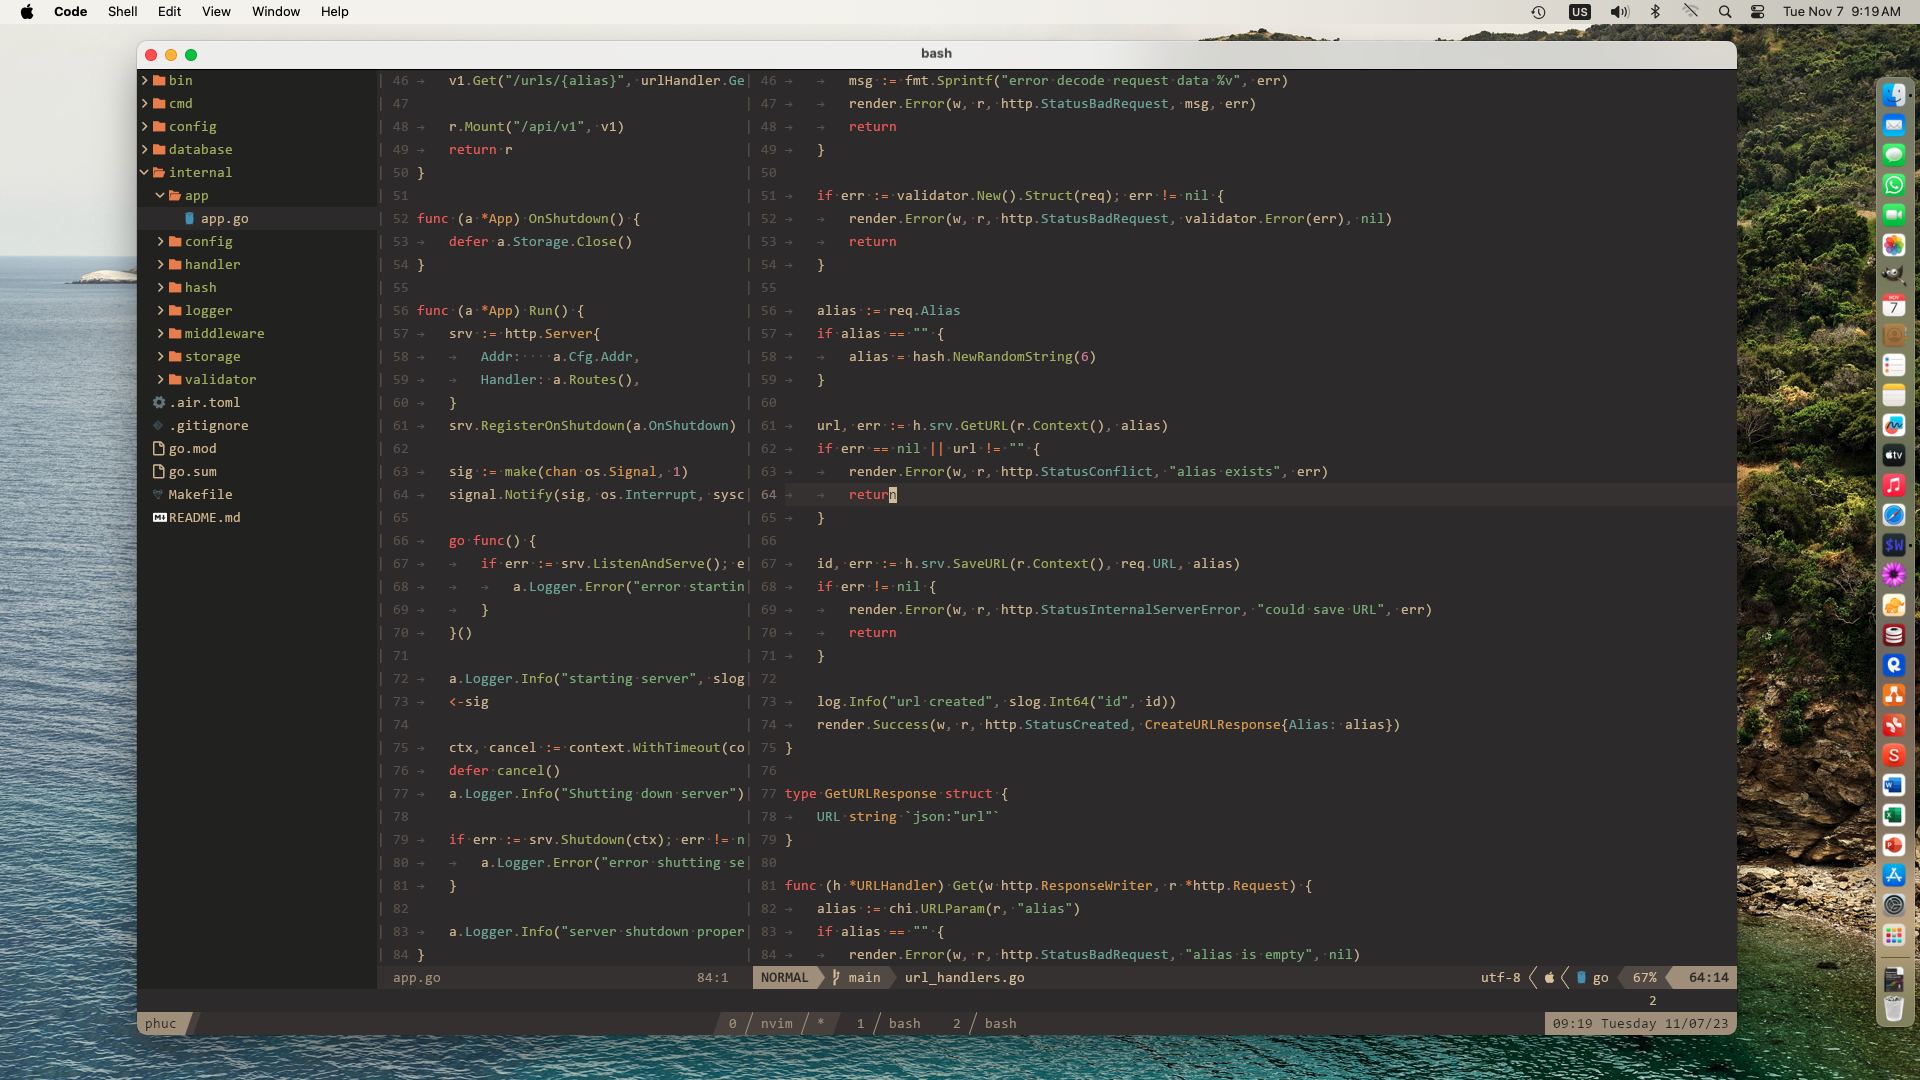 Code Shell Edit View Window Help
US Tue Nov 7 9:19 AM
bash
bin
cmd
config
database
internal
app
app.go
config
handler
hash
logger
middleware
storage
validator
.air.toml
.gitignore
go.mod
go.sum
Makefile
README.md
46 v1.Get("/urls/{alias}", urlHandler.Ge
47
48 r.Mount("/api/v1", v1)
49 return r
50 }
51
52 func (a *App) OnShutdown() {
53 defer a.Storage.Close()
54 }
55
56 func (a *App) Run() {
57 srv := http.Server{
58 Addr: a.Cfg.Addr,
59 Handler: a.Routes(),
60 }
61 srv.RegisterOnShutdown(a.OnShutdown)
62
63 sig := make(chan os.Signal, 1)
64 signal.Notify(sig, os.Interrupt, sysc
65
66 go func() {
67 if err := srv.ListenAndServe(); e
68 a.Logger.Error("error startin
69 }
70 }()
71
72 a.Logger.Info("starting server", slog
73 <-sig
74
75 ctx, cancel := context.WithTimeout(co
76 defer cancel()
77 a.Logger.Info("Shutting down server")
78
79 if err := srv.Shutdown(ctx); err != n
80 a.Logger.Error("error shutting se
81 }
82
83 a.Logger.Info("server shutdown proper
84 }
app.go 84:1
46 msg := fmt.Sprintf("error decode request data %v", err)
47 render.Error(w, r, http.StatusBadRequest, msg, err)
48 return
49 }
50
51 if err := validator.New().Struct(req); err != nil {
52 render.Error(w, r, http.StatusBadRequest, validator.Error(err), nil)
53 return
54 }
55
56 alias := req.Alias
57 if alias == "" {
58 alias = hash.NewRandomString(6)
59 }
60
61 url, err := h.srv.GetURL(r.Context(), alias)
62 if err == nil || url != "" {
63 render.Error(w, r, http.StatusConflict, "alias exists", err)
64 return
65 }
66
67 id, err := h.srv.SaveURL(r.Context(), req.URL, alias)
68 if err != nil {
69 render.Error(w, r, http.StatusInternalServerError, "could save URL", err)
70 return
71 }
72
73 log.Info("url created", slog.Int64("id", id))
74 render.Success(w, r, http.StatusCreated, CreateURLResponse{Alias: alias})
75 }
76
77 type GetURLResponse struct {
78 URL string `json:"url"`
79 }
80
81 func (h *URLHandler) Get(w http.ResponseWriter, r *http.Request) {
82 alias := chi.URLParam(r, "alias")
83 if alias == "" {
84 render.Error(w, r, http.StatusBadRequest, "alias is empty", nil)
NORMAL main url_handlers.go utf-8 go 67% 64:14
2
phuc 0 nvim * 1 bash 2 bash 09:19 Tuesday 11/07/23
NOV
7
tv
$W
S
W
X
P